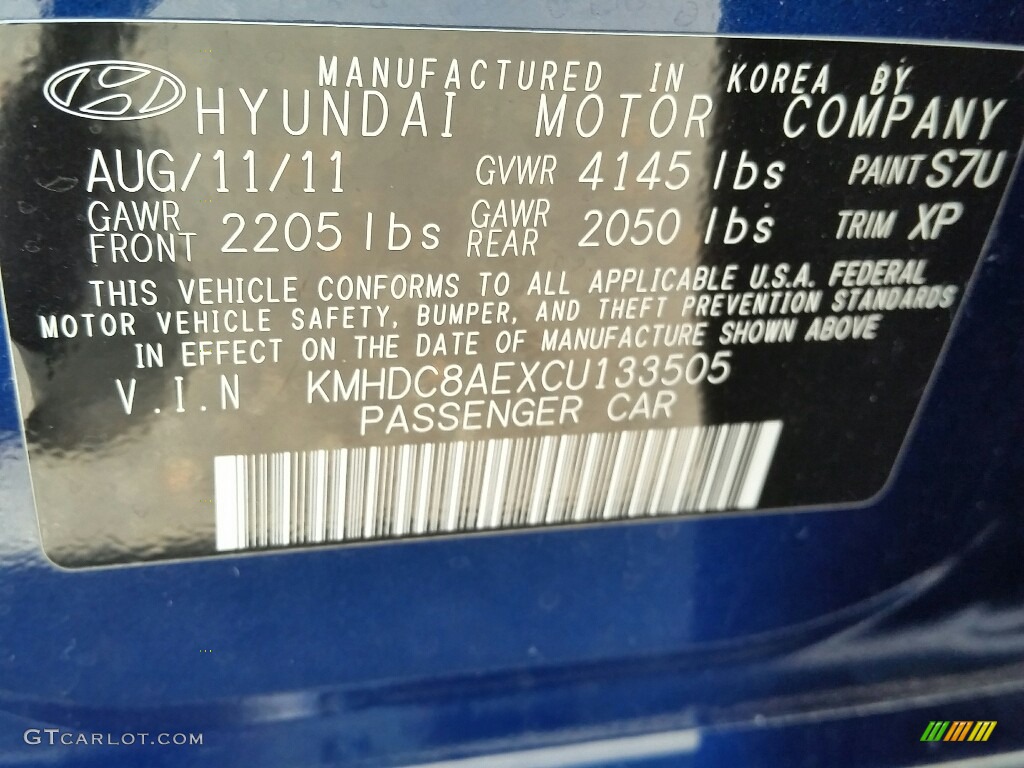 MANUFACTURED IN KOREA BY
HYUNDAI MOTOR COMPANY
AUG/11/11 GVWR 4145 lbs PAINT S7U
GAWR FRONT 2205 lbs GAWR REAR 2050 lbs TRIM XP
THIS VEHICLE CONFORMS TO ALL APPLICABLE U.S.A. FEDERAL
MOTOR VEHICLE SAFETY, BUMPER, AND THEFT PREVENTION STANDARDS
IN EFFECT ON THE DATE OF MANUFACTURE SHOWN ABOVE
V.I.N KMHDC8AEXCU133505
PASSENGER CAR
GTCARLOT.COM